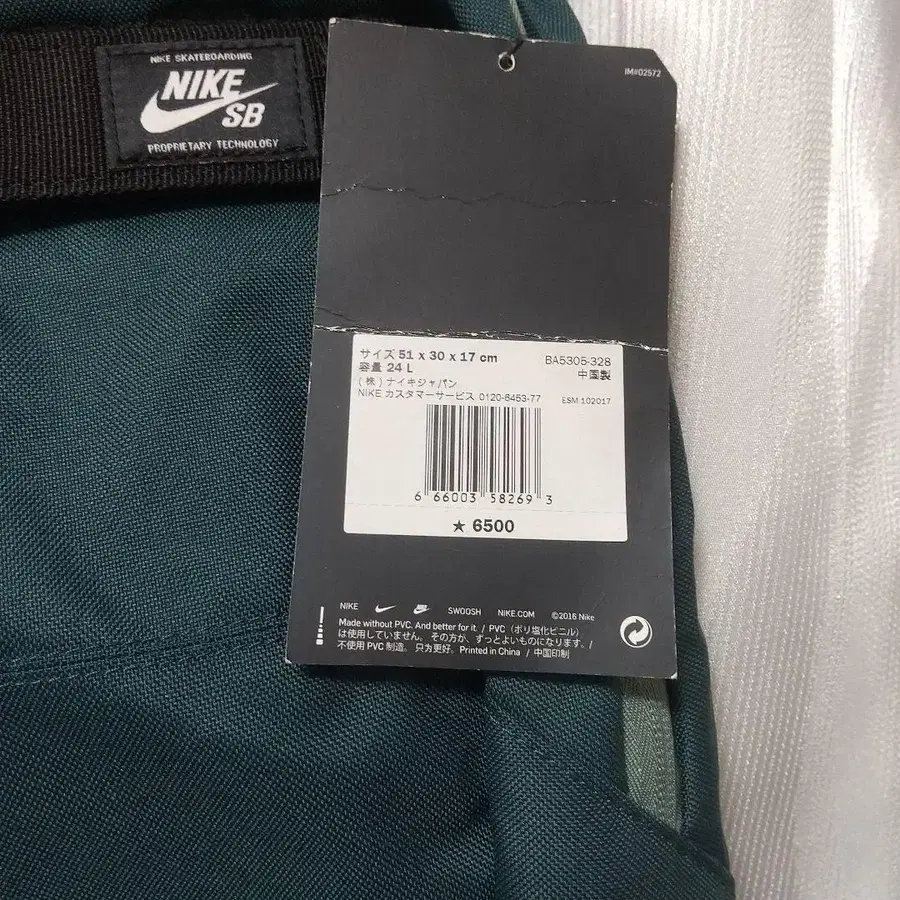 NIKE SKATEBOARDING
NIKE
SB
PROPRIETARY TECHNOLOGY
IM#02572
サイズ 51 x 30 x 17 cm
容量 24 L
(株)ナイキジャパン
NIKE カスタマーサービス 0120-6453-77
BA5305-328
中国製
ESM 102017
6 66003 58269 3
★ 6500
NIKE SWOOSH NIKE.COM ©2016 Nike
Made without PVC. And better for it / PVC (ポリ塩化ビニル)
は使用していません。その方が、ずっとよいものになります。/
不使用 PVC 制造。只为更好。Printed in China / 中国印制